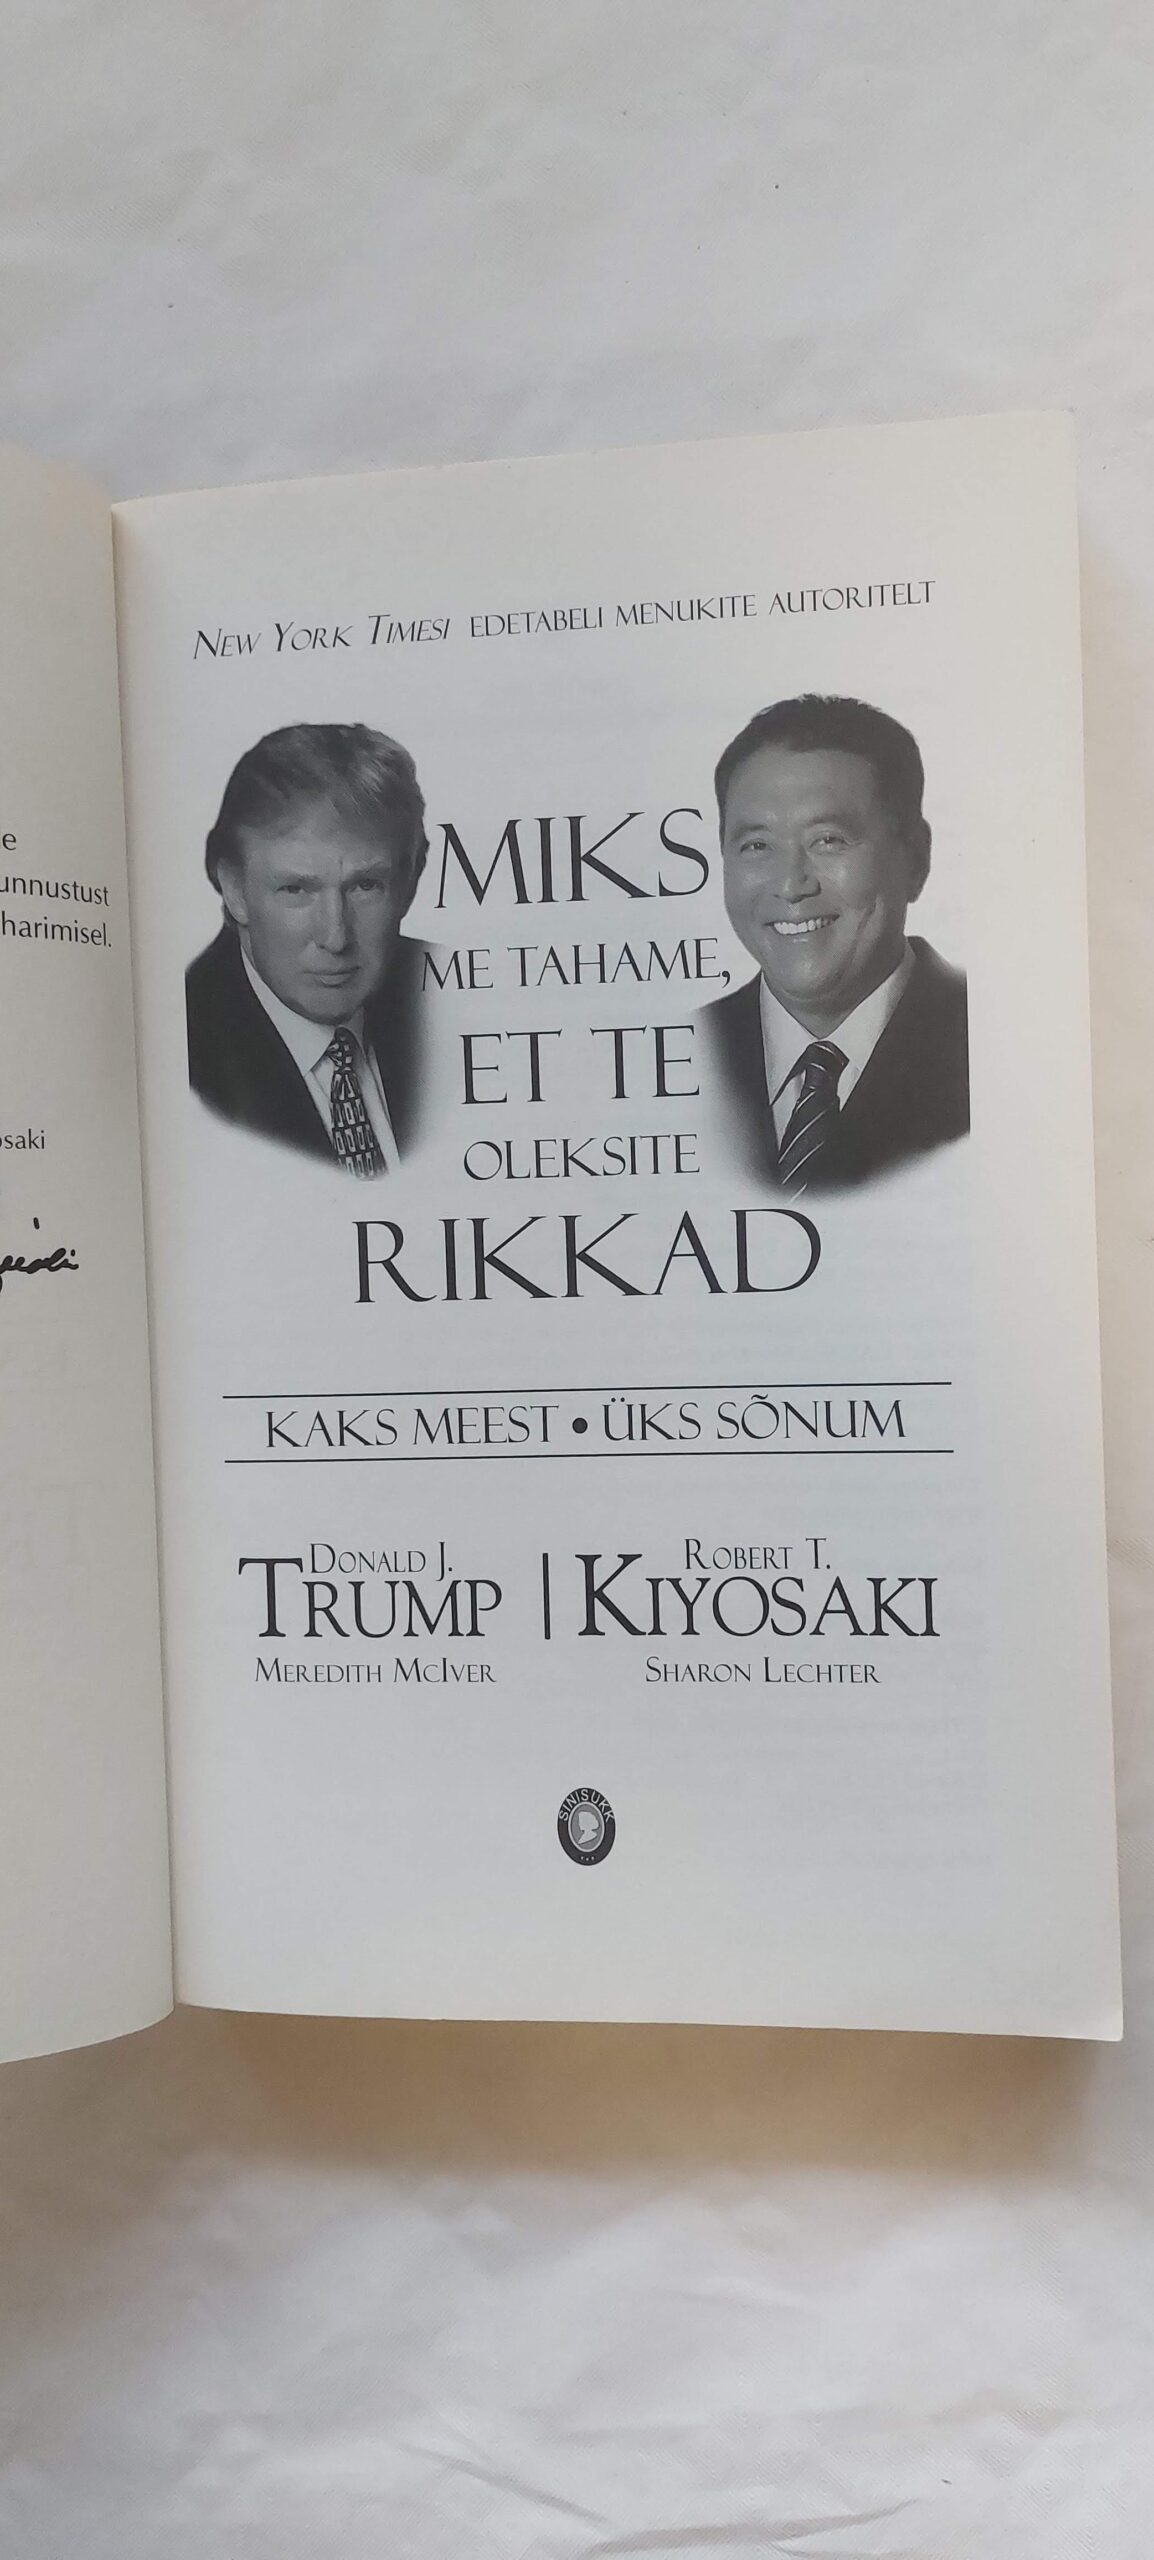 e
unnustust
harimisel.
osaki
NEW YORK TIMESI EDETABELI MENUKITE AUTORITELT
MIKS
ME TAHAME,
ET TE
OLEKSITE
RIKKAD
KAKS MEEST • ÜKS SÕNUM
DONALD J.
TRUMP
MEREDITH MCIVER
ROBERT T.
KIYOSAKI
SHARON LECHTER
SINISUKK